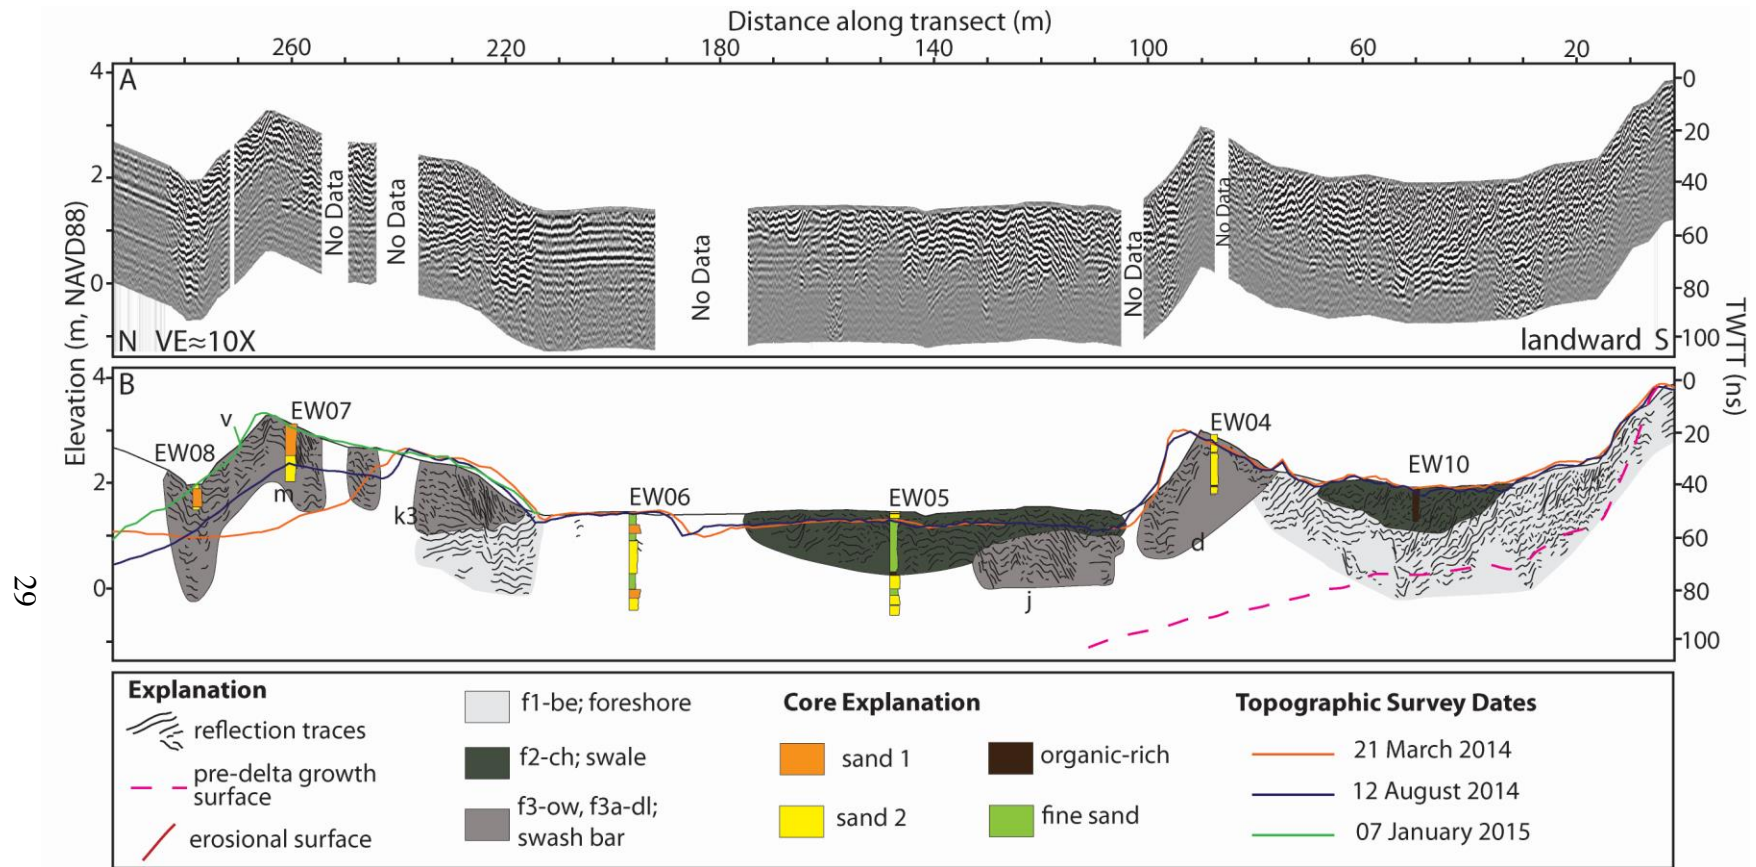 Distance along transect (m)
260 220 180 140 100 60 20
A
4
2
0
Elevation (m, NAVD88)
No Data
No Data
No Data
No Data
No Data
0
20
40
60
80
100
TWTT (ns)
N VE≈10X
landward S
B
4
2
0
0
20
40
60
80
100
v
EW07
EW08
m
k3
EW06
EW05
j
EW04
d
EW10
29
Explanation
reflection traces
pre-delta growth
surface
erosional surface
f1-be; foreshore
f2-ch; swale
f3-ow, f3a-dl;
swash bar
Core Explanation
sand 1
sand 2
organic-rich
fine sand
Topographic Survey Dates
21 March 2014
12 August 2014
07 January 2015